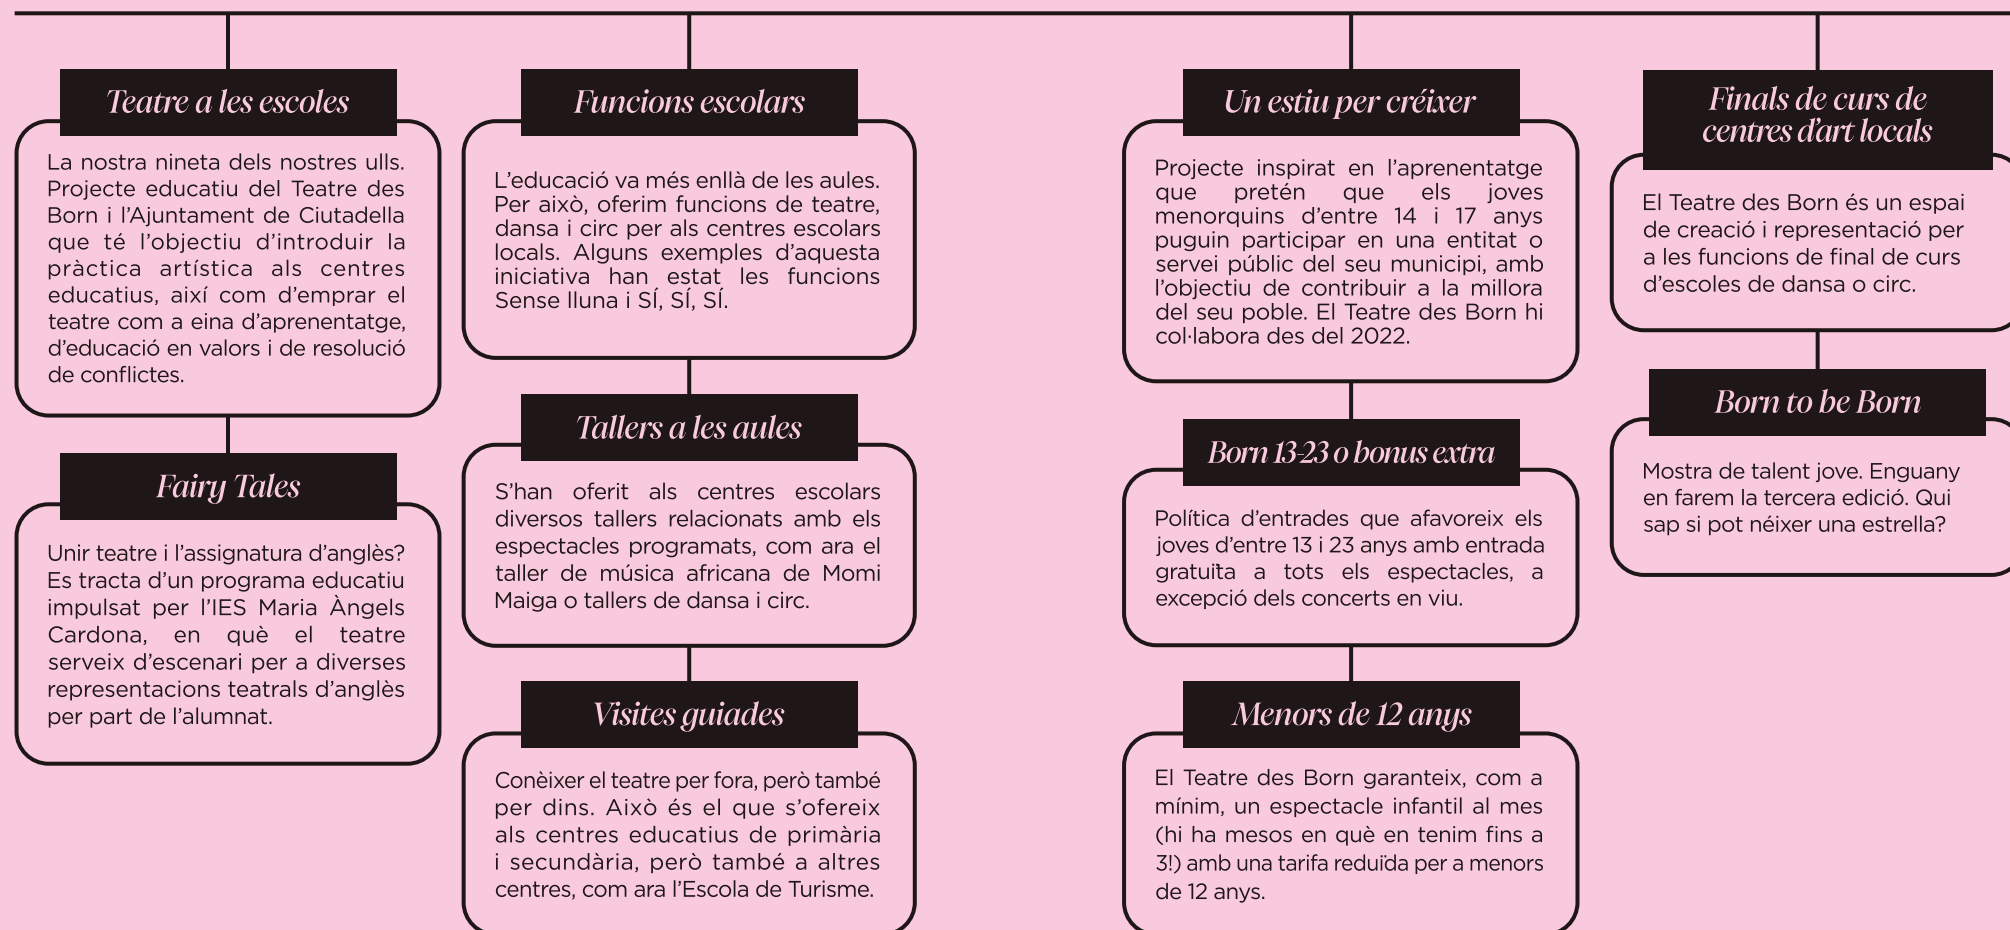 Teatre a les escoles
La nostra nineta dels nostres ulls.
Projecte educatiu del Teatre des
Born i l’Ajuntament de Ciutadella
que té l’objectiu d’introduir la
pràctica artística als centres
educatius, així com d’emprar el
teatre com a eina d’aprenentatge,
d’educació en valors i de resolució
de conflictes.
Fairy Tales
Unir teatre i l’assignatura d’anglès?
Es tracta d’un programa educatiu
impulsat per l’IES Maria Àngels
Cardona, en què el teatre
serveix d’escenari per a diverses
representacions teatrals d’anglès
per part de l’alumnat.
Funcions escolars
L’educació va més enllà de les aules.
Per això, oferim funcions de teatre,
dansa i circ per als centres escolars
locals. Alguns exemples d’aquesta
iniciativa han estat les funcions
Sense lluna i SÍ, SÍ, SÍ.
Tallers a les aules
S’han oferit als centres escolars
diversos tallers relacionats amb els
espectacles programats, com ara el
taller de música africana de Momi
Maiga o tallers de dansa i circ.
Visites guiades
Conèixer el teatre per fora, però també
per dins. Això és el que s’ofereix
als centres educatius de primària
i secundària, però també a altres
centres, com ara l’Escola de Turisme.
Un estiu per créixer
Projecte inspirat en l’aprenentatge
que pretén que els joves
menorquins d’entre 14 i 17 anys
puguin participar en una entitat o
servei públic del seu municipi, amb
l’objectiu de contribuir a la millora
del seu poble. El Teatre des Born hi
col·labora des del 2022.
Born 13-23 o bonus extra
Política d’entrades que afavoreix els
joves d’entre 13 i 23 anys amb entrada
gratuïta a tots els espectacles, a
excepció dels concerts en viu.
Menors de 12 anys
El Teatre des Born garanteix, com a
mínim, un espectacle infantil al mes
(hi ha mesos en què en tenim fins a
3!) amb una tarifa reduïda per a menors
de 12 anys.
Finals de curs de
centres d’art locals
El Teatre des Born és un espai
de creació i representació per
a les funcions de final de curs
d’escoles de dansa o circ.
Born to be Born
Mostra de talent jove. Enguany
en farem la tercera edició. Qui
sap si pot néixer una estrella?